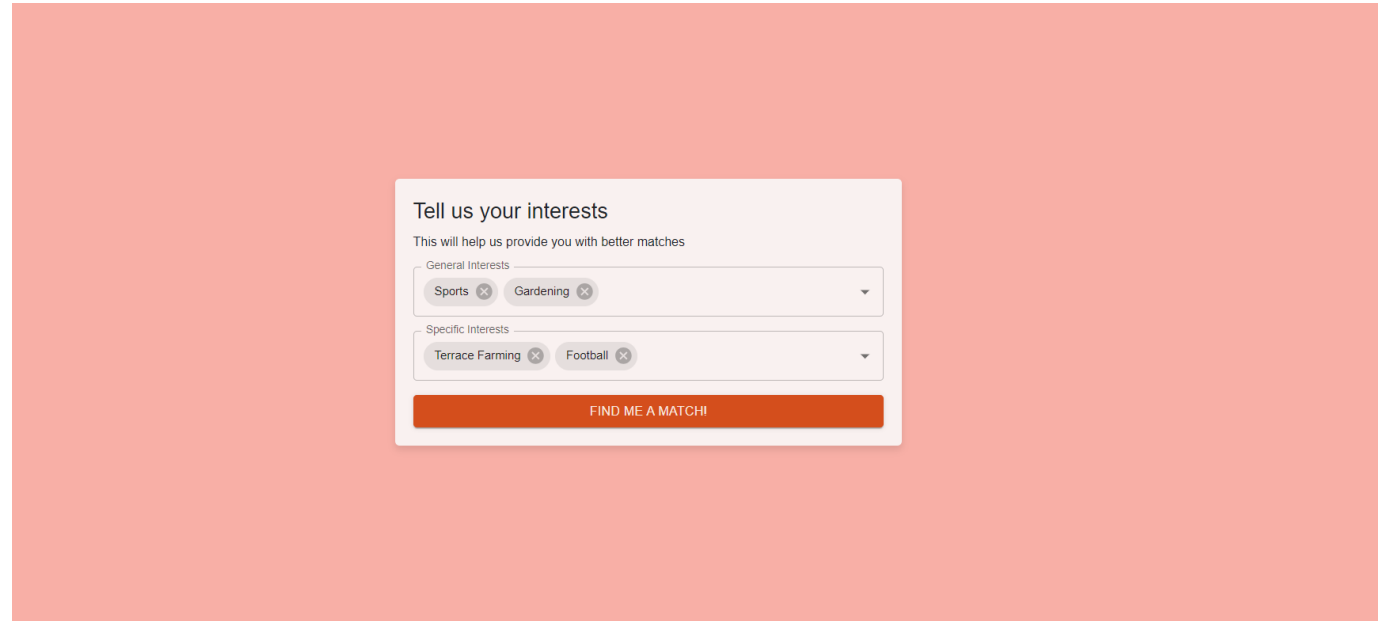 Tell us your interests
This will help us provide you with better matches
General Interests
Sports Gardening
Specific Interests
Terrace Farming Football
FIND ME A MATCH!